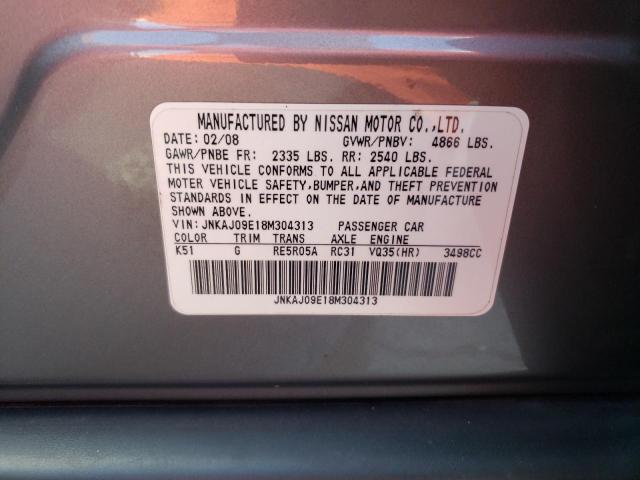 MANUFACTURED BY NISSAN MOTOR CO.,LTD.
DATE: 02/08 GVWR/PNBV: 4866 LBS.
GAWR/PNBE FR: 2335 LBS. RR: 2540 LBS.
THIS VEHICLE CONFORMS TO ALL APPLICABLE FEDERAL
MOTER VEHICLE SAFETY,BUMPER,AND THEFT PREVENTION
STANDARDS IN EFFECT ON THE DATE OF MANUFACTURE
SHOWN ABOVE.
VIN: JNKAJ09E18M304313 PASSENGER CAR
COLOR TRIM TRANS AXLE ENGINE
K51 G RE5R05A RC31 VQ35(HR) 3498CC
JNKAJ09E18M304313